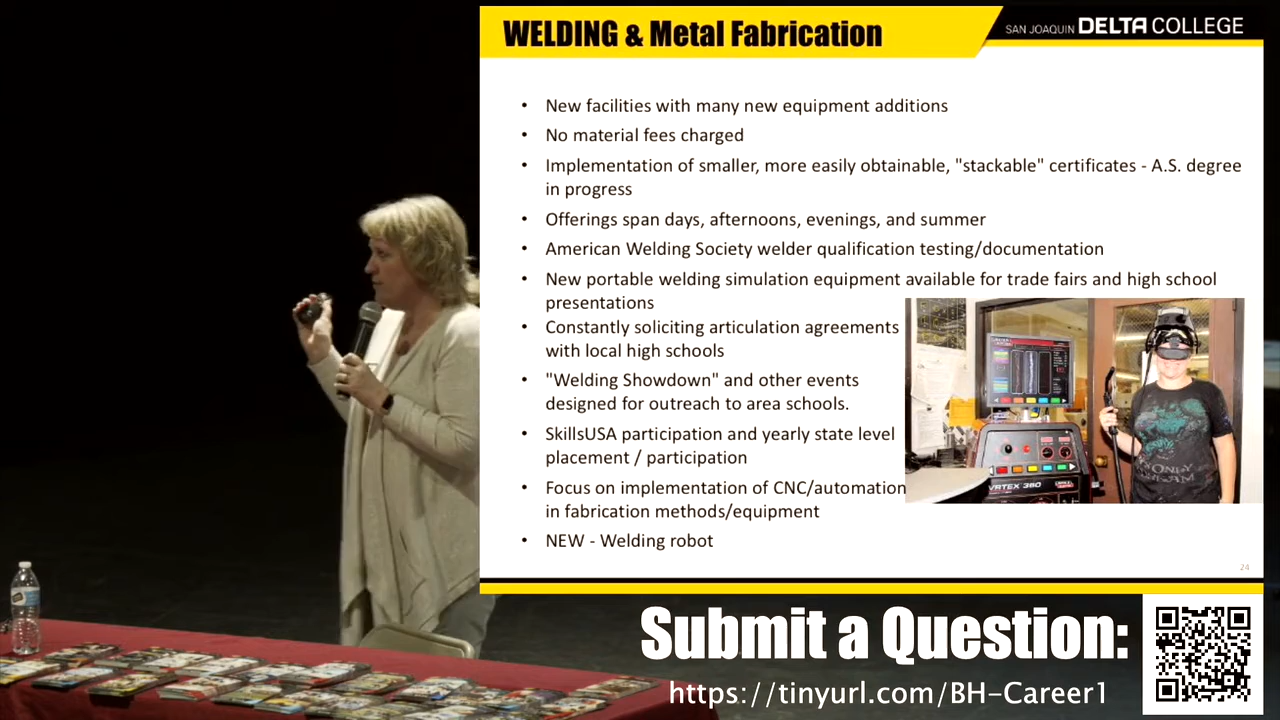 WELDING & Metal Fabrication
SAN JOAQUIN DELTA COLLEGE
• New facilities with many new equipment additions
• No material fees charged
• Implementation of smaller, more easily obtainable, "stackable" certificates - A.S. degree
in progress
• Offerings span days, afternoons, evenings, and summer
• American Welding Society welder qualification testing/documentation
• New portable welding simulation equipment available for trade fairs and high school
presentations
• Constantly soliciting articulation agreements
with local high schools
• "Welding Showdown" and other events
designed for outreach to area schools.
• SkillsUSA participation and yearly state level
placement / participation
• Focus on implementation of CNC/automation
in fabrication methods/equipment
• NEW - Welding robot
VRTEX 360
24
Submit a Question:
https://tinyurl.com/BH-Career1